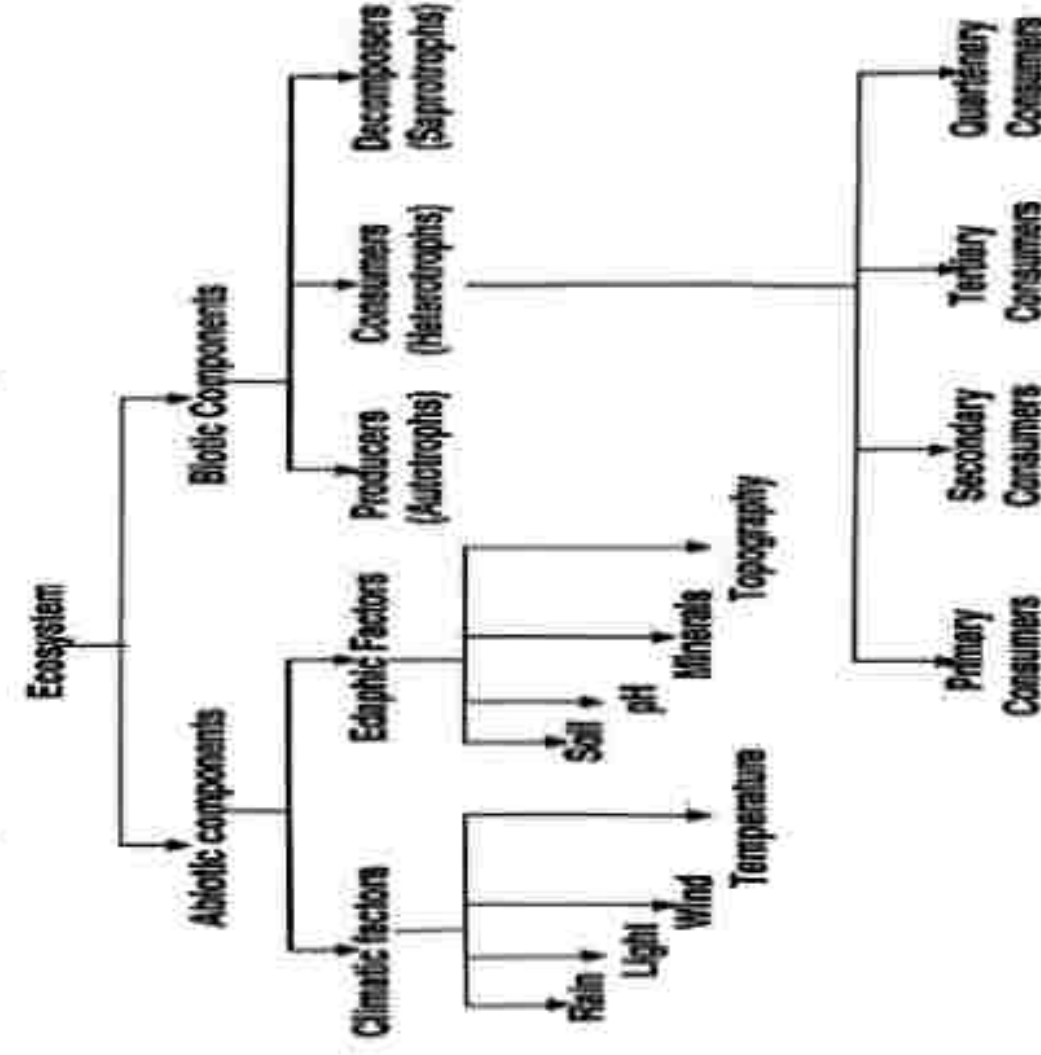 Ecosystem
Abiotic components
Biotic Components
Climatic factors
Edaphic Factors
Producers
(Autotrophs)
Consumers
(Heterotrophs)
Decomposers
(Saprotrophs)
Rain
Light
Wind
Temperature
Soil
pH
Minerals
Topography
Primary
Consumers
Secondary
Consumers
Tertiary
Consumers
Quartenary
Consumers